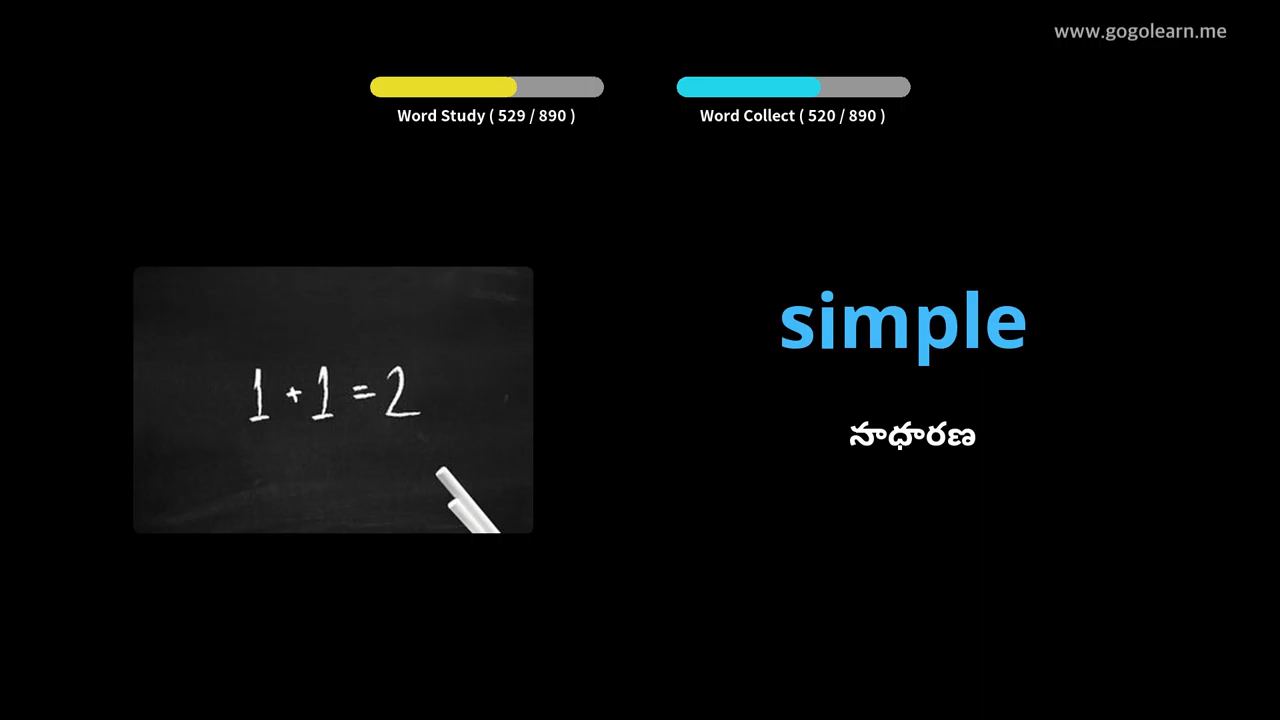 www.gogolearn.me
Word Study ( 529 / 890 )
Word Collect ( 520 / 890 )
simple
1 + 1 = 2
సాధారణ